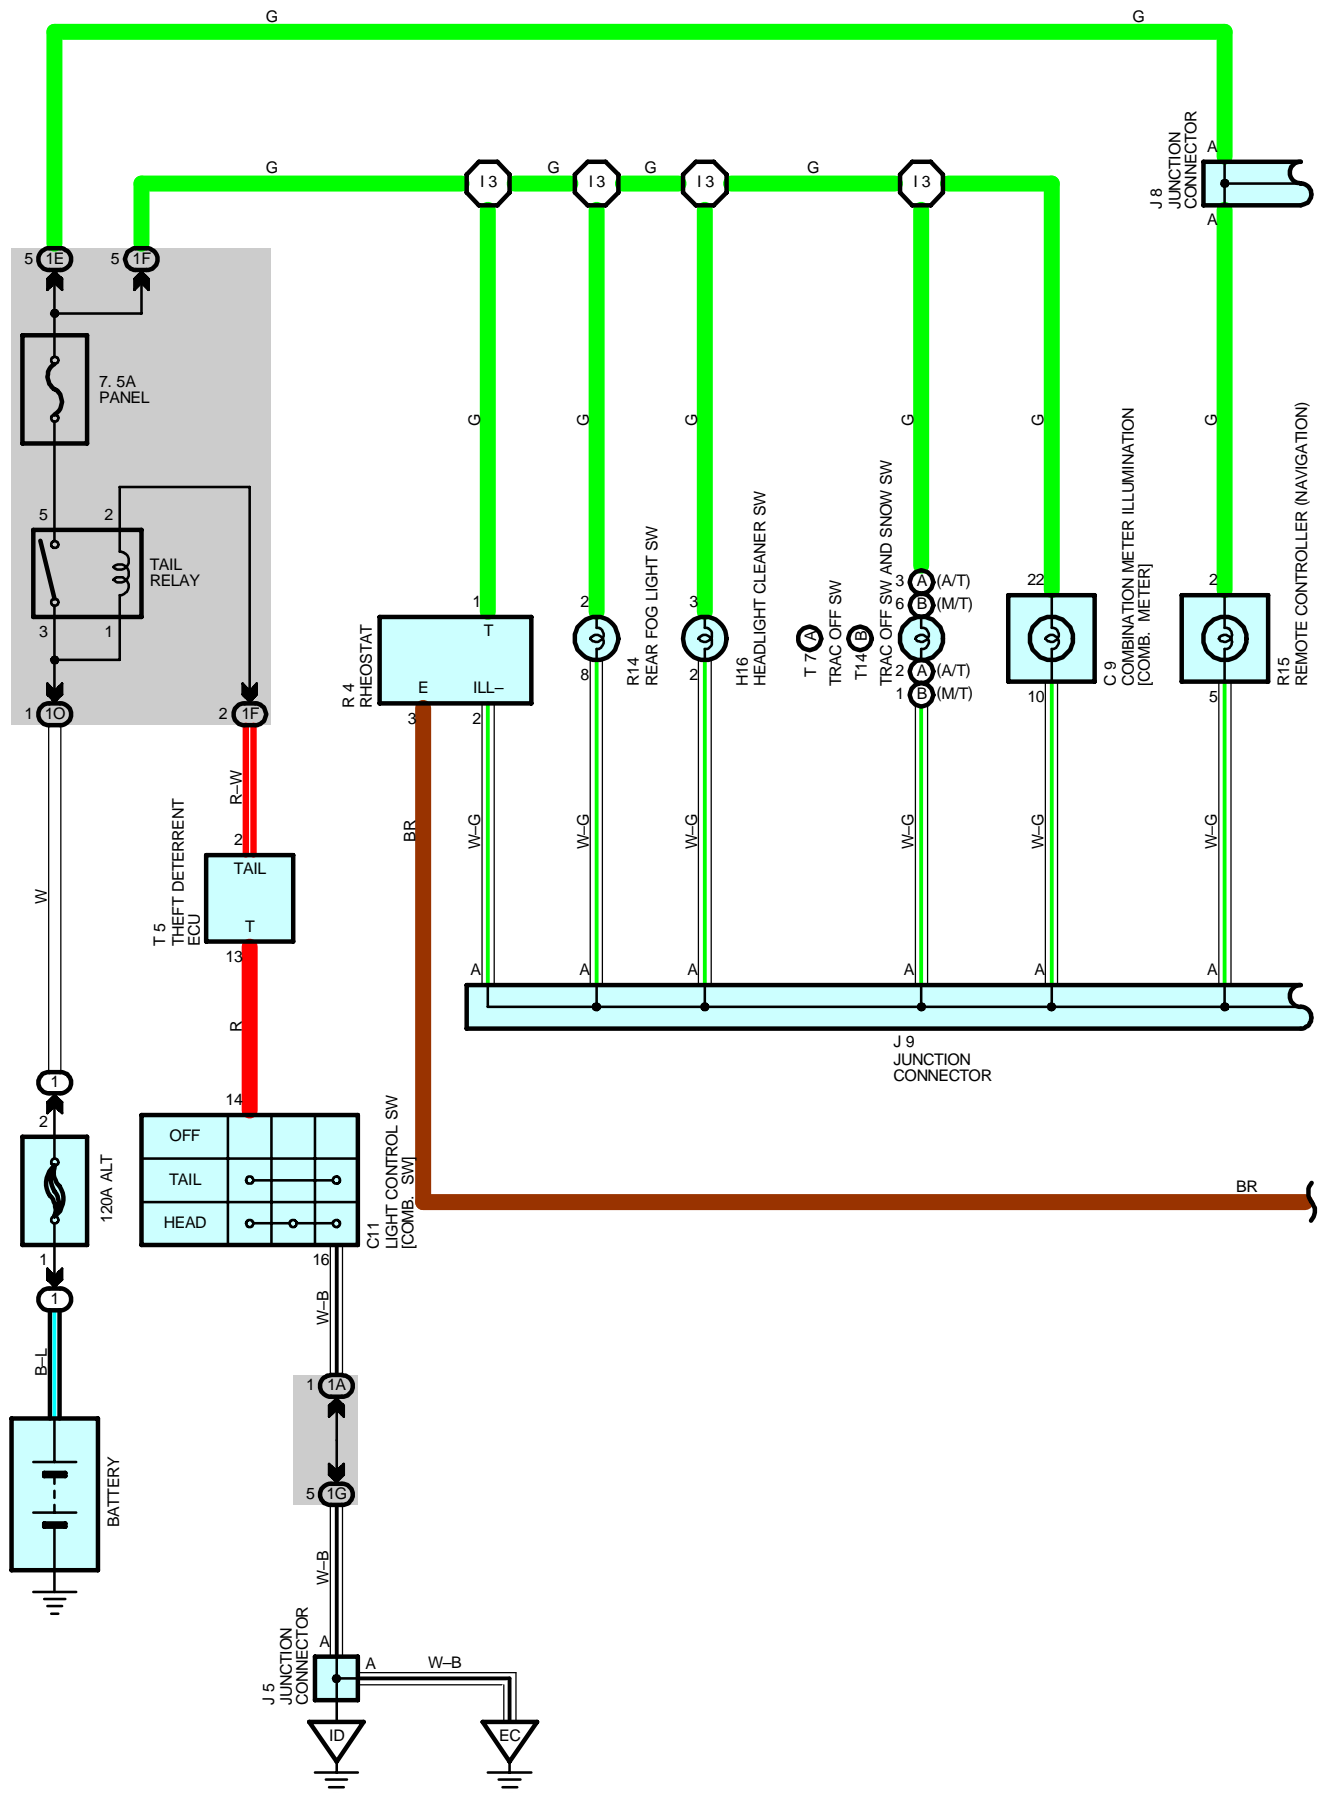 G
G
J 8
JUNCTION
CONNECTOR
A
A
G
G
G
G
I 3
I 3
I 3
I 3
5 1E
5 1F
7. 5A
PANEL
5
2
TAIL
RELAY
3
1
1 1O
2 1F
G
G
G
G
G
G
1
T
E
ILL–
3
2
R 4
RHEOSTAT
2
8
R14
REAR FOG LIGHT SW
3
2
H16
HEADLIGHT CLEANER SW
T 7 A
TRAC OFF SW
T14 B
TRAC OFF SW AND SNOW SW
3 A (A/T)
6 B (M/T)
2 A (A/T)
1 B (M/T)
22
10
C 9
COMBINATION METER ILLUMINATION
[COMB. METER]
2
5
R15
REMOTE CONTROLLER (NAVIGATION)
W
R–W
2
TAIL
T
13
T 5
THEFT DETERRENT
ECU
BR
W–G
W–G
W–G
W–G
W–G
W–G
A
A
A
A
A
A
J 9
JUNCTION
CONNECTOR
R
14
OFF
TAIL
HEAD
16
C11
LIGHT CONTROL SW
[COMB. SW]
BR
1
2
120A ALT
1
1
B–L
BATTERY
W–B
1 1A
5 1G
W–B
A
A
W–B
J 5
JUNCTION
CONNECTOR
ID
EC